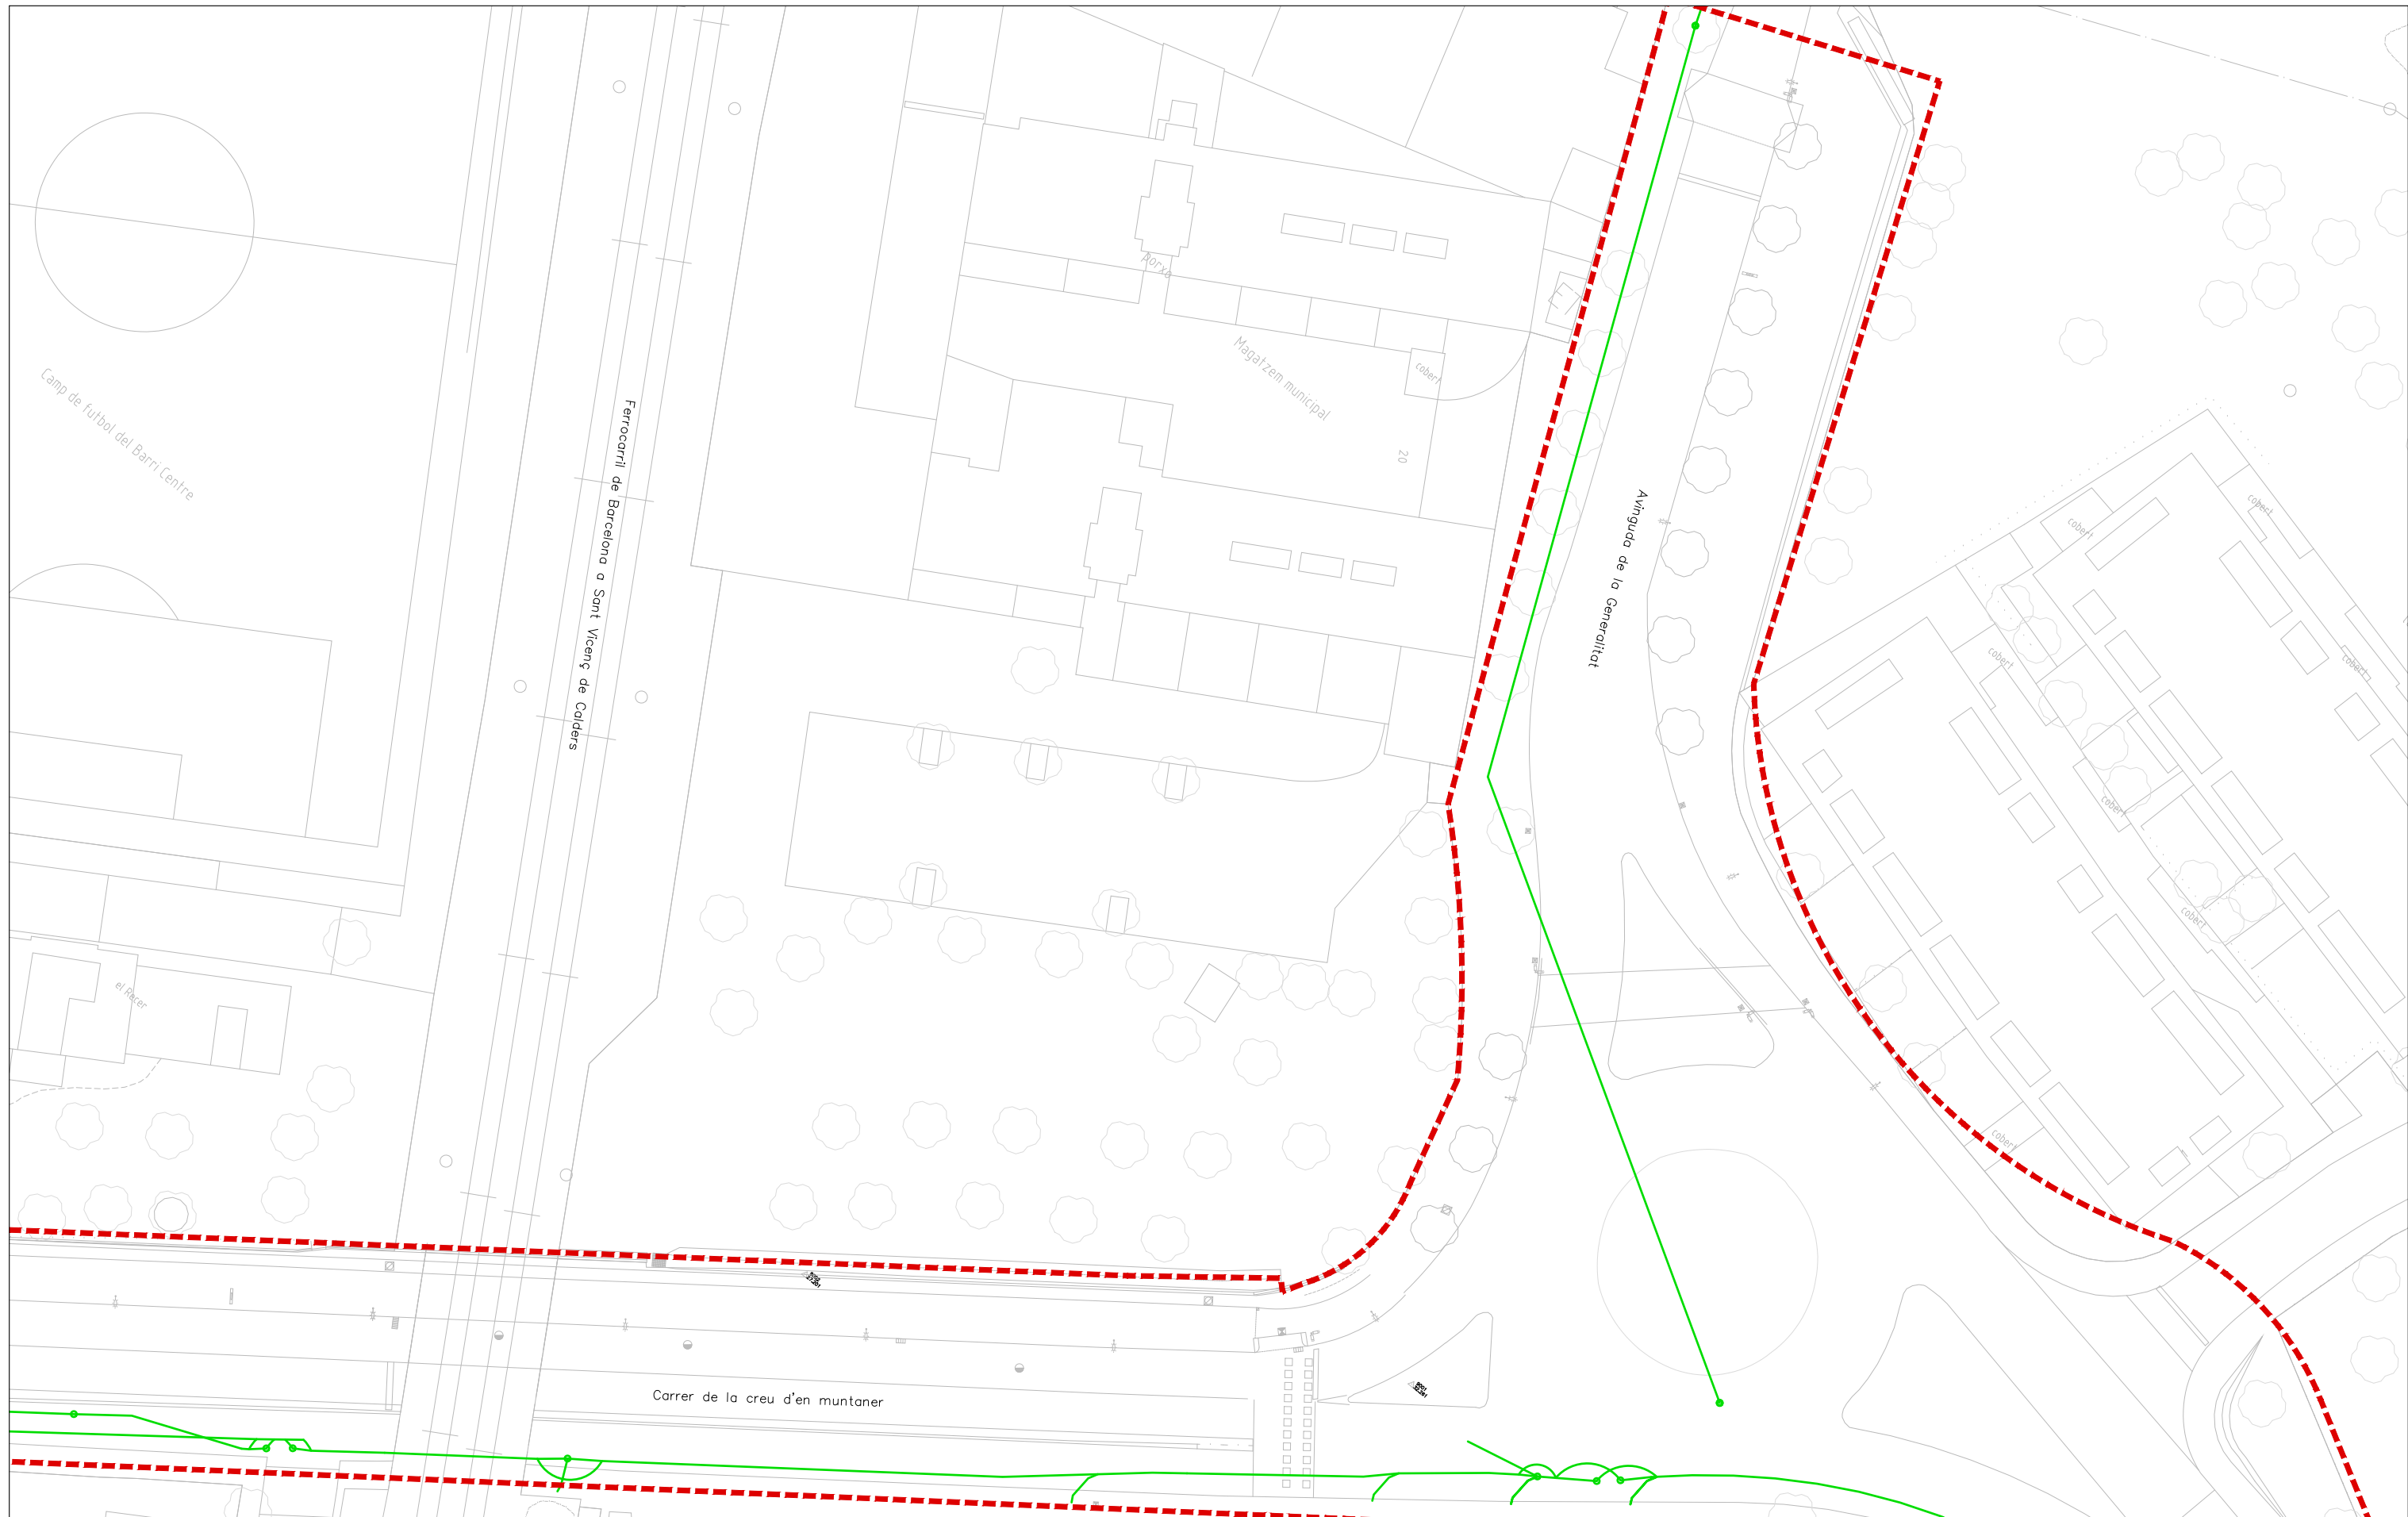 porxo
Magatzem municipal
cobert
20
Camp de futbol del Barri Centre
Ferrocarril de Barcelona a Sant Vicenç de Calders
Avinguda de la Generalitat
cobert
cobert
cobert
cobert
cobert
cobert
cobert
el Recer
Carrer de la creu d'en muntaner